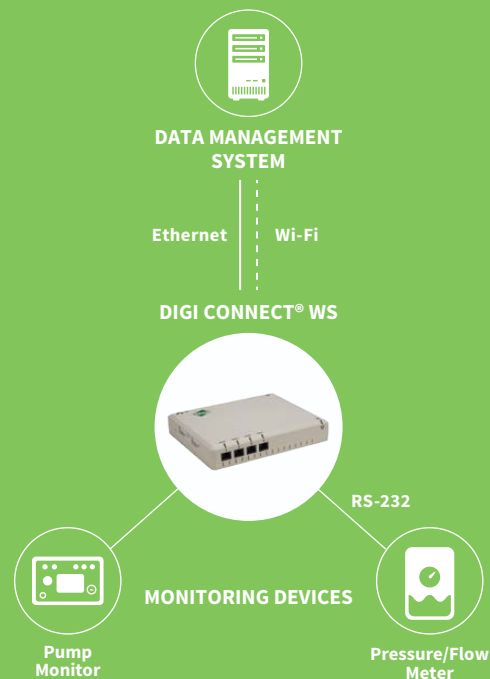 DATA MANAGEMENT
SYSTEM
Ethernet
Wi-Fi
DIGI CONNECT® WS
RS-232
MONITORING DEVICES
Pump
Monitor
Pressure/Flow
Meter